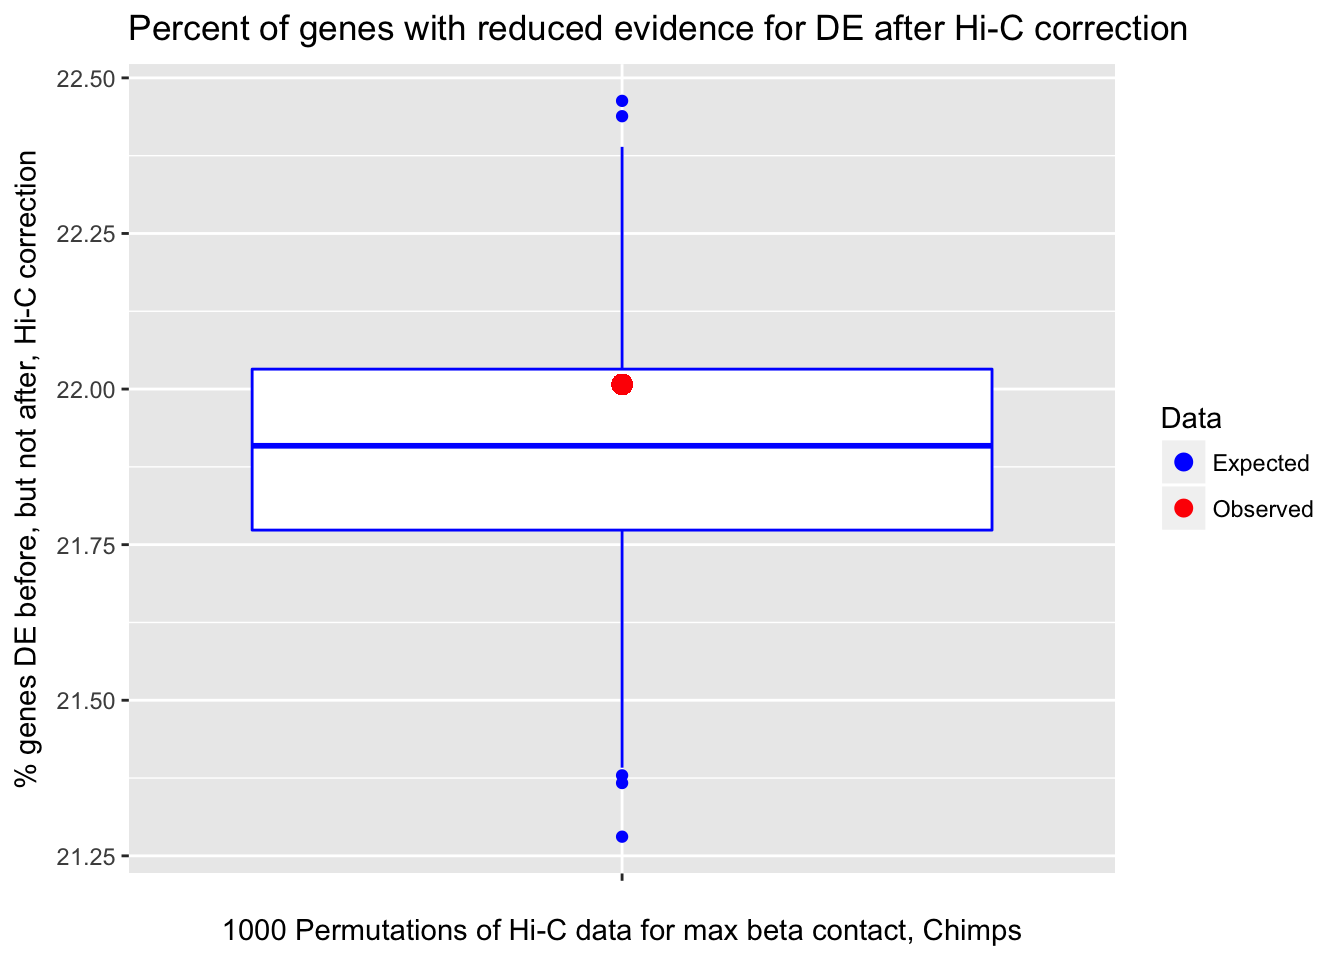 Percent of genes with reduced evidence for DE after Hi-C correction
% genes DE before, but not after, Hi-C correction
22.50
22.25
22.00
21.75
21.50
21.25
1000 Permutations of Hi-C data for max beta contact, Chimps
Data
Expected
Observed